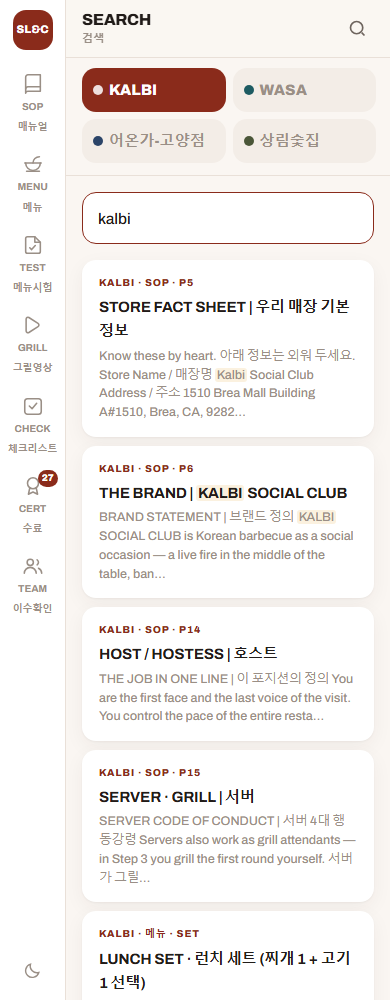 SL&C
SOP
매뉴얼
MENU
메뉴
TEST
메뉴시험
GRILL
그릴영상
CHECK
체크리스트
27
CERT
수료
TEAM
이수확인
SEARCH
검색
KALBI
WASA
어온가-고양점
상림숯집
kalbi
KALBI · SOP · P5
STORE FACT SHEET | 우리 매장 기본
정보
Know these by heart. 아래 정보는 외워 두세요.
Store Name / 매장명 Kalbi Social Club
Address / 주소 1510 Brea Mall Building
A#1510, Brea, CA, 9282…
KALBI · SOP · P6
THE BRAND | KALBI SOCIAL CLUB
BRAND STATEMENT | 브랜드 정의 KALBI
SOCIAL CLUB is Korean barbecue as a social
occasion — a live fire in the middle of the
table, ban…
KALBI · SOP · P14
HOST / HOSTESS | 호스트
THE JOB IN ONE LINE | 이 포지션의 정의 You
are the first face and the last voice of the visit.
You control the pace of the entire resta…
KALBI · SOP · P15
SERVER · GRILL | 서버
SERVER CODE OF CONDUCT | 서버 4대 행
동강령 Servers also work as grill attendants —
in Step 3 you grill the first round yourself. 서버
가 그릴…
KALBI · 메뉴 · SET
LUNCH SET · 런치 세트 (찌개 1 + 고기
1 선택)